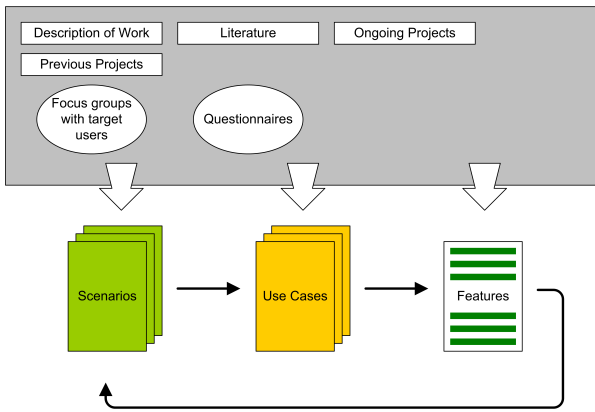 Description of Work
Literature
Ongoing Projects
Previous Projects
Focus groups
with target
users
Questionnaires
Scenarios
Use Cases
Features